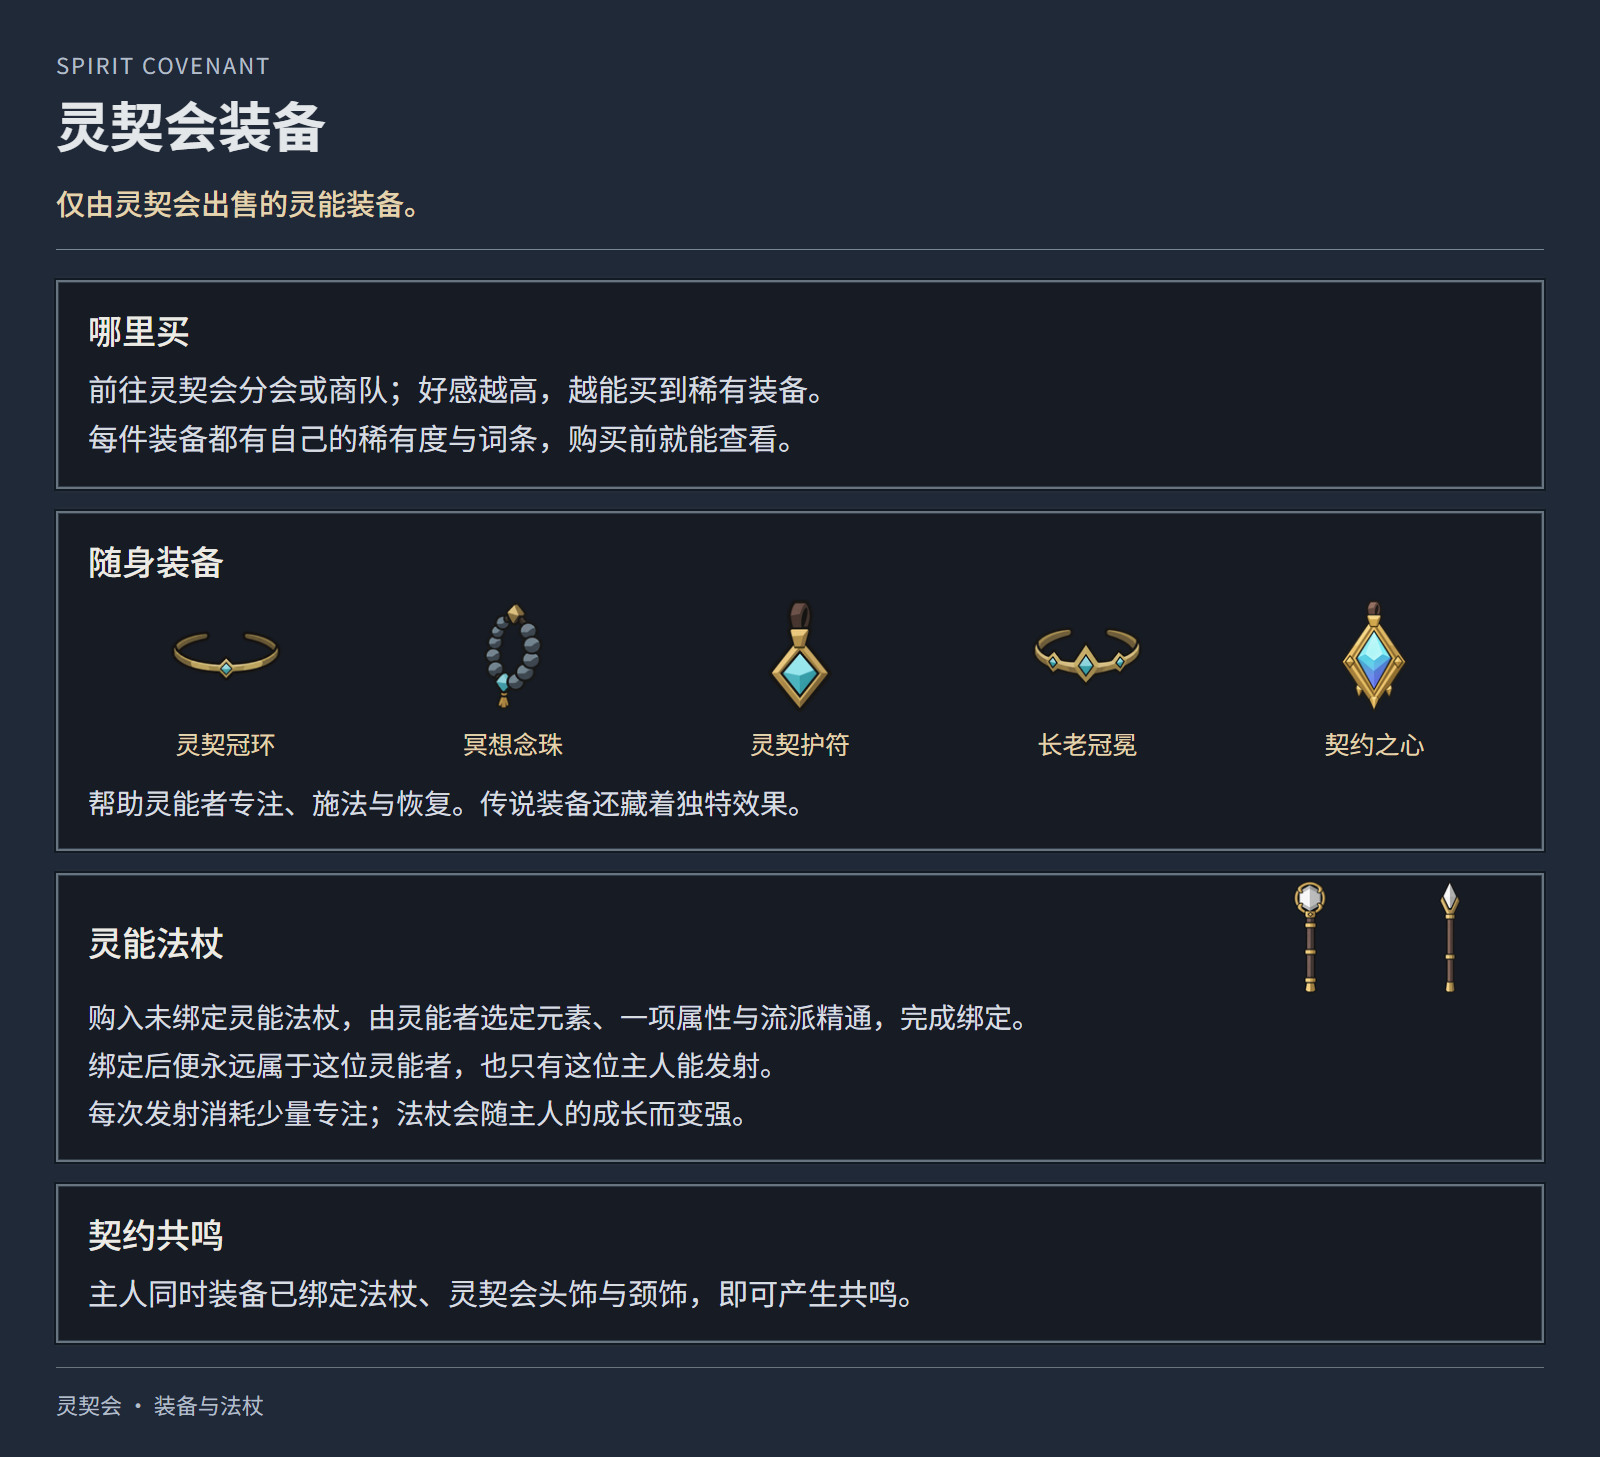 SPIRIT COVENANT
灵契会装备
仅由灵契会出售的灵能装备。
哪里买
前往灵契会分会或商队；好感越高，越能买到稀有装备。
每件装备都有自己的稀有度与词条，购买前就能查看。
随身装备
灵契冠环
冥想念珠
灵契护符
长老冠冕
契约之心
帮助灵能者专注、施法与恢复。传说装备还藏着独特效果。
灵能法杖
购入未绑定灵能法杖，由灵能者选定元素、一项属性与流派精通，完成绑定。
绑定后便永远属于这位灵能者，也只有这位主人能发射。
每次发射消耗少量专注；法杖会随主人的成长而变强。
契约共鸣
主人同时装备已绑定法杖、灵契会头饰与颈饰，即可产生共鸣。
灵契会 • 装备与法杖